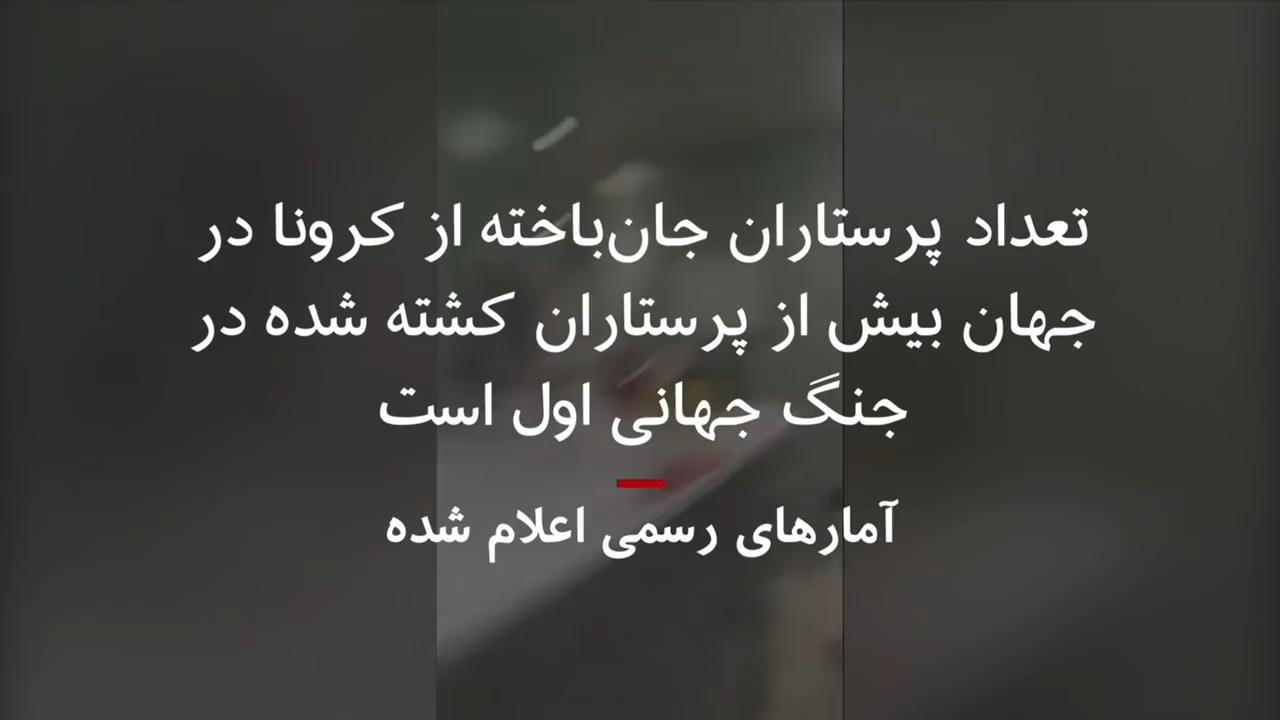 تعداد پرستاران جان‌باخته از کرونا در
جهان بیش از پرستاران کشته شده در
جنگ جهانی اول است
آمارهای رسمی اعلام شده